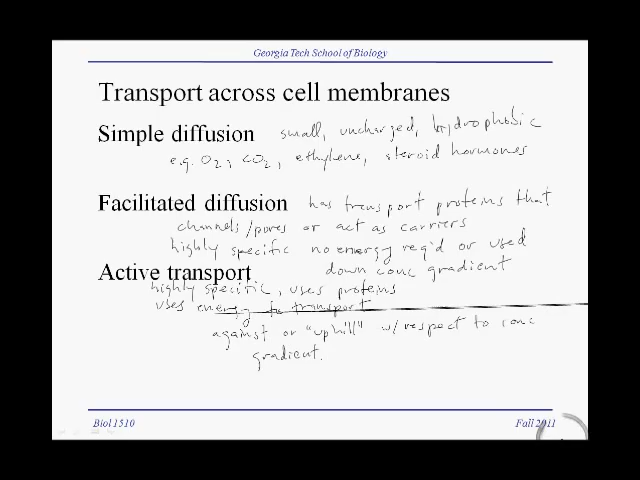 Georgia Tech School of Biology
Transport across cell membranes
Simple diffusion small, uncharged, hydrophobic
e.g. O2, CO2, ethylene, steroid hormones
Facilitated diffusion has transport proteins that
channels/pores or act as carriers
highly specific no energy req'd or used
Active transport down conc gradient
highly specific, uses proteins
uses energy to transport
against or "uphill" w/respect to conc
gradient.
Biol 1510 Fall 2011